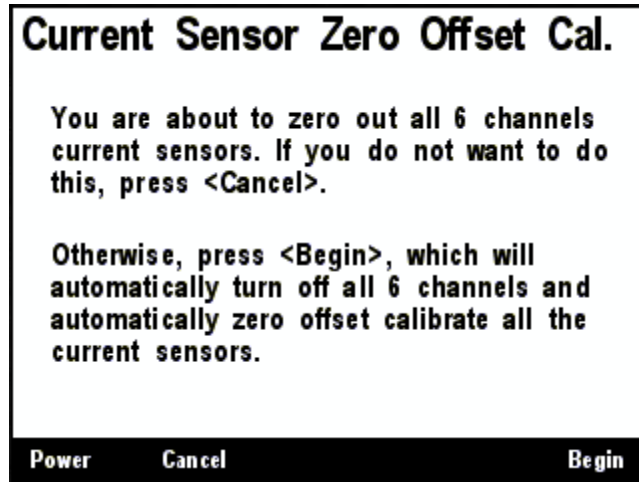 Current Sensor Zero Offset Cal.
You are about to zero out all 6 channels
current sensors. If you do not want to do
this, press <Cancel>.
Otherwise, press <Begin>, which will
automatically turn off all 6 channels and
automatically zero offset calibrate all the
current sensors.
Power Cancel Begin